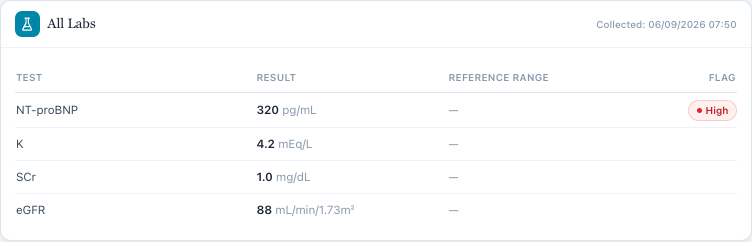 All Labs Collected: 06/09/2026 07:50
TEST RESULT REFERENCE RANGE FLAG
NT-proBNP 320 pg/mL — High
K 4.2 mEq/L —
SCr 1.0 mg/dL —
eGFR 88 mL/min/1.73m² —